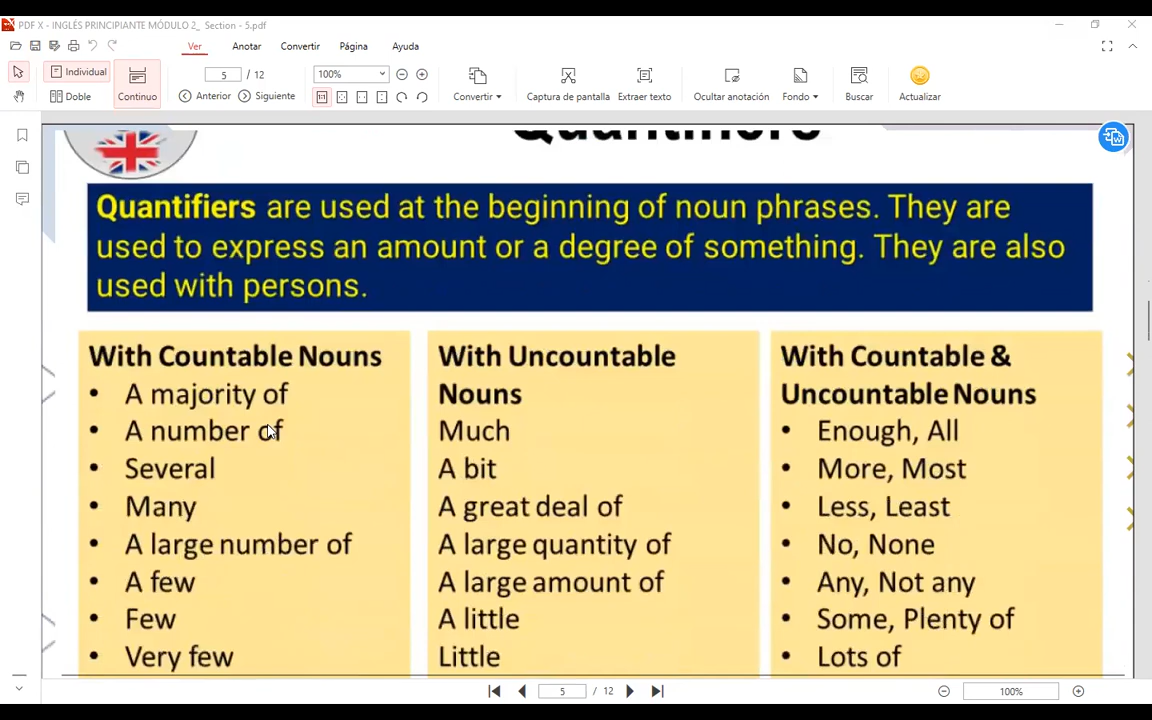 PDF X - INGLÉS PRINCIPIANTE MÓDULO 2_ Section - 5.pdf
Ver Anotar Convertir Página Ayuda
Individual
Doble
Continuo
5 / 12
Anterior Siguiente
100%
Convertir
Captura de pantalla
Extraer texto
Ocultar anotación
Fondo
Buscar
Actualizar
Quantifiers
Quantifiers are used at the beginning of noun phrases. They are
used to express an amount or a degree of something. They are also
used with persons.
With Countable Nouns
• A majority of
• A number of
• Several
• Many
• A large number of
• A few
• Few
• Very few
With Uncountable
Nouns
Much
A bit
A great deal of
A large quantity of
A large amount of
A little
Little
With Countable &
Uncountable Nouns
• Enough, All
• More, Most
• Less, Least
• No, None
• Any, Not any
• Some, Plenty of
• Lots of
5 / 12
100%